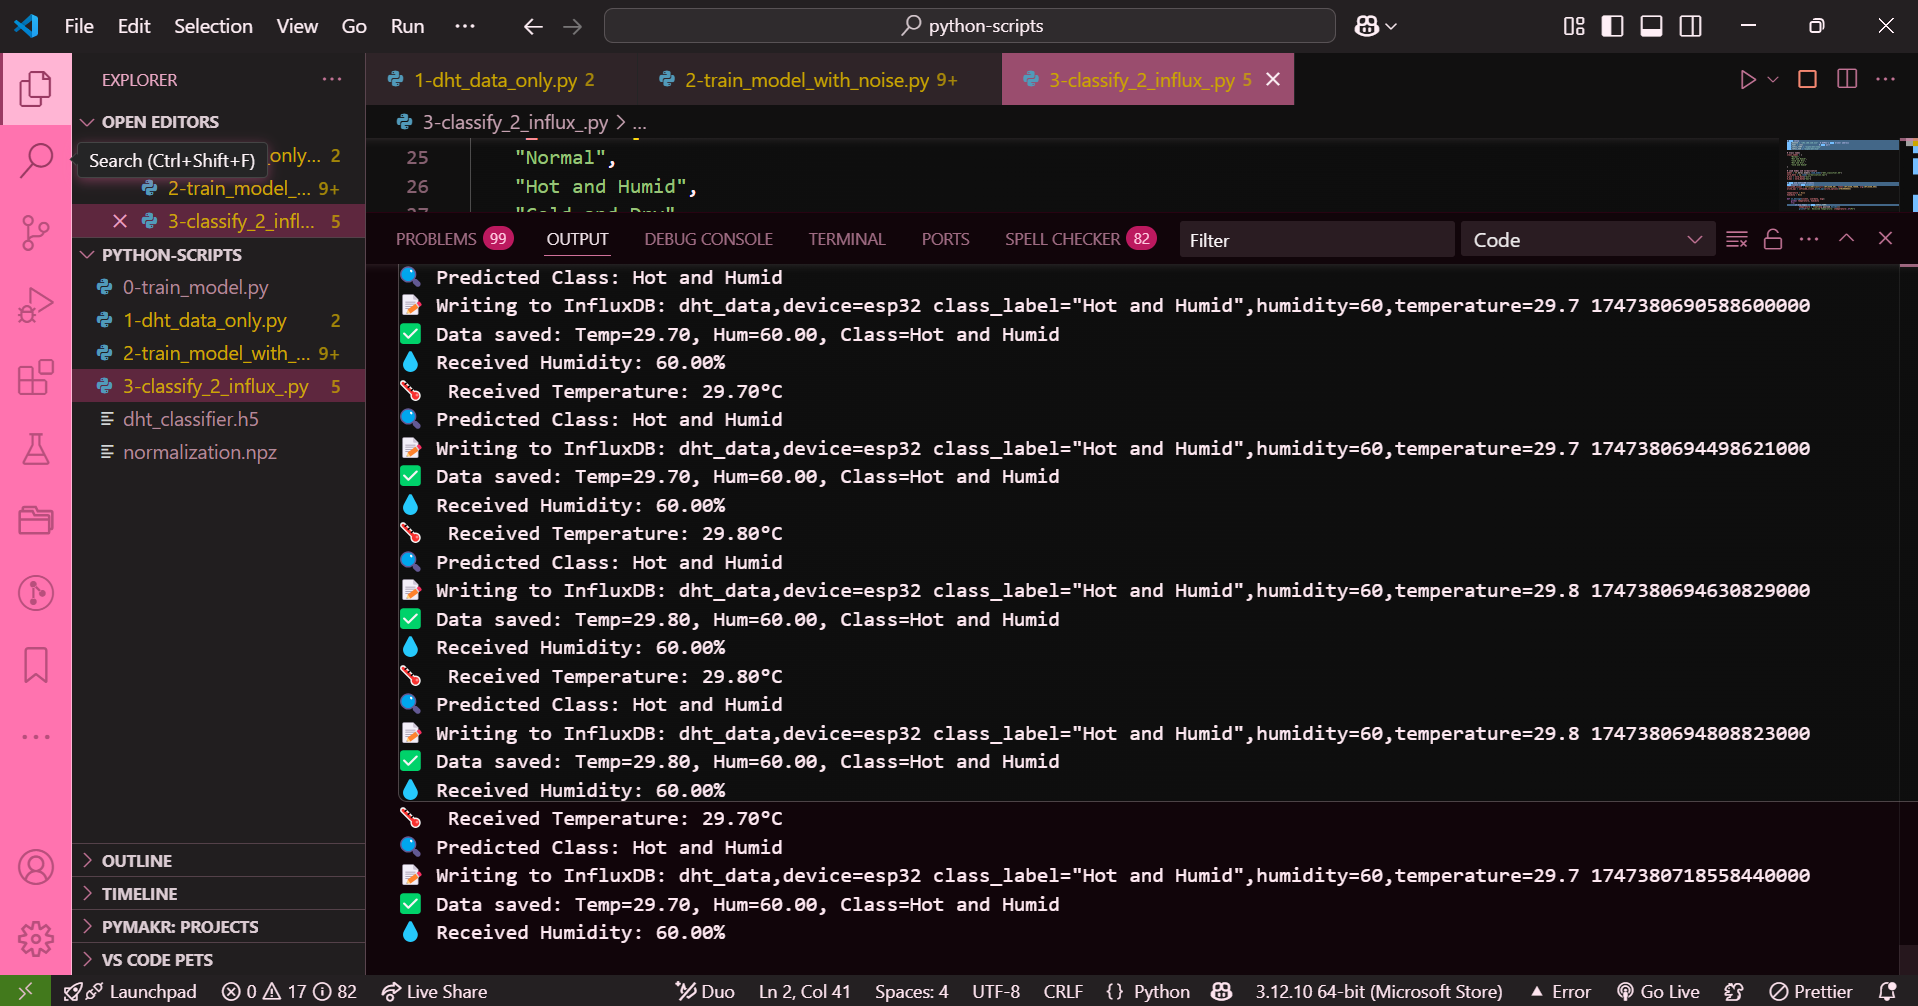 File Edit Selection View Go Run ··· python-scripts
EXPLORER ···
OPEN EDITORS
only... 2
Search (Ctrl+Shift+F)
2-train_model_... 9+
3-classify_2_infl... 5
PYTHON-SCRIPTS
0-train_model.py
1-dht_data_only.py 2
2-train_model_with_... 9+
3-classify_2_influx_.py 5
dht_classifier.h5
normalization.npz
OUTLINE
TIMELINE
PYMAKR: PROJECTS
VS CODE PETS
1-dht_data_only.py 2 2-train_model_with_noise.py 9+ 3-classify_2_influx_.py 5
3-classify_2_influx_.py > ...
25 "Normal",
26 "Hot and Humid",
27 "Cold and Dry"
PROBLEMS 99 OUTPUT DEBUG CONSOLE TERMINAL PORTS SPELL CHECKER 82 Filter Code
Predicted Class: Hot and Humid
Writing to InfluxDB: dht_data,device=esp32 class_label="Hot and Humid",humidity=60,temperature=29.7 1747380690588600000
Data saved: Temp=29.70, Hum=60.00, Class=Hot and Humid
Received Humidity: 60.00%
Received Temperature: 29.70°C
Predicted Class: Hot and Humid
Writing to InfluxDB: dht_data,device=esp32 class_label="Hot and Humid",humidity=60,temperature=29.7 1747380694498621000
Data saved: Temp=29.70, Hum=60.00, Class=Hot and Humid
Received Humidity: 60.00%
Received Temperature: 29.80°C
Predicted Class: Hot and Humid
Writing to InfluxDB: dht_data,device=esp32 class_label="Hot and Humid",humidity=60,temperature=29.8 1747380694630829000
Data saved: Temp=29.80, Hum=60.00, Class=Hot and Humid
Received Humidity: 60.00%
Received Temperature: 29.80°C
Predicted Class: Hot and Humid
Writing to InfluxDB: dht_data,device=esp32 class_label="Hot and Humid",humidity=60,temperature=29.8 1747380694808823000
Data saved: Temp=29.80, Hum=60.00, Class=Hot and Humid
Received Humidity: 60.00%
Received Temperature: 29.70°C
Predicted Class: Hot and Humid
Writing to InfluxDB: dht_data,device=esp32 class_label="Hot and Humid",humidity=60,temperature=29.7 1747380718558440000
Data saved: Temp=29.70, Hum=60.00, Class=Hot and Humid
Received Humidity: 60.00%
Launchpad 0 17 82 Live Share Duo Ln 2, Col 41 Spaces: 4 UTF-8 CRLF {} Python 3.12.10 64-bit (Microsoft Store) Error Go Live Prettier